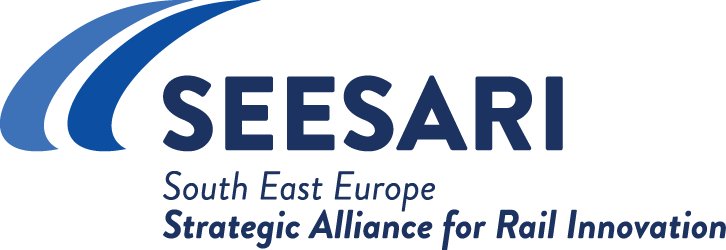 SEESARI
South East Europe
Strategic Alliance for Rail Innovation